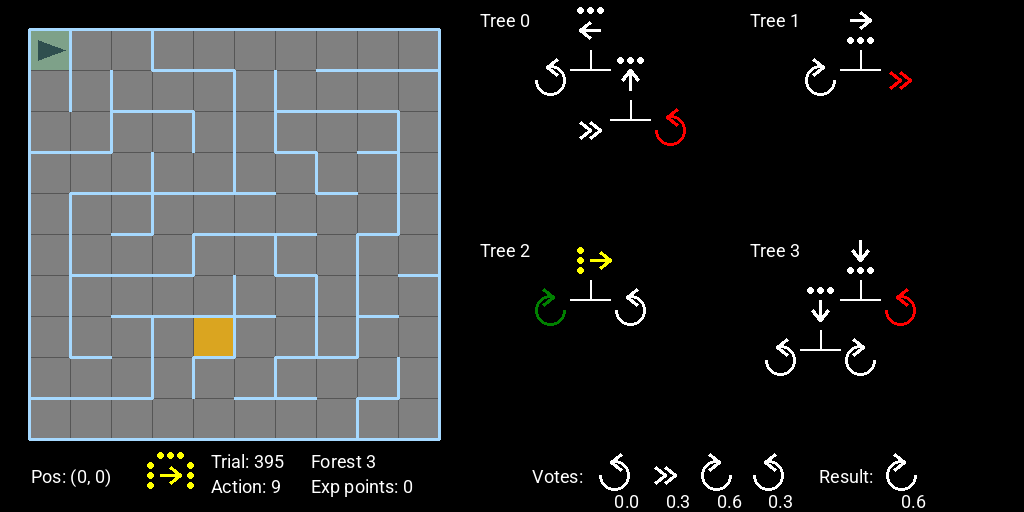 Tree 0
Tree 1
Tree 2
Tree 3
Pos: (0, 0)
Trial: 395
Forest 3
Action: 9
Exp points: 0
Votes:
0.0
0.3
0.6
0.3
Result:
0.6